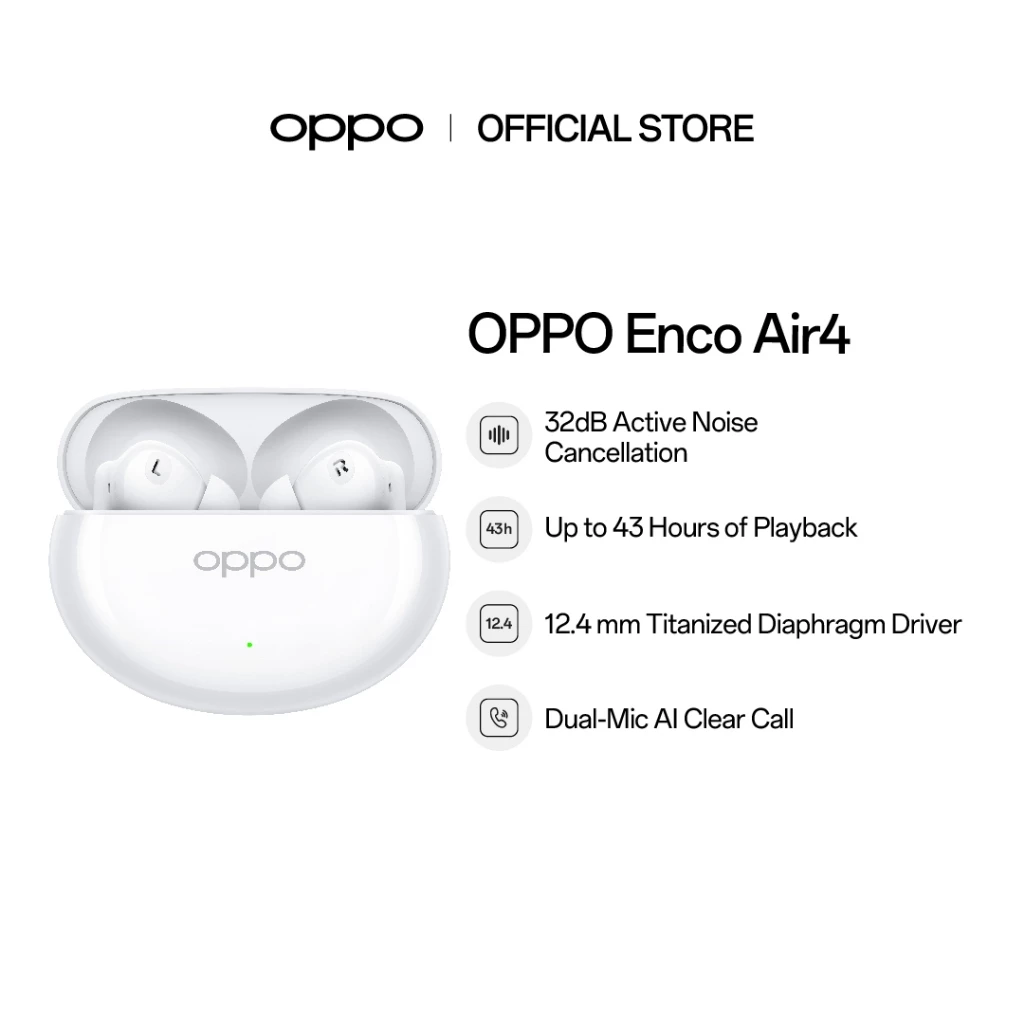 oppo | OFFICIAL STORE
OPPO Enco Air4
32dB Active Noise
Cancellation
43h
Up to 43 Hours of Playback
12.4
12.4 mm Titanized Diaphragm Driver
Dual-Mic AI Clear Call
L
R
oppo